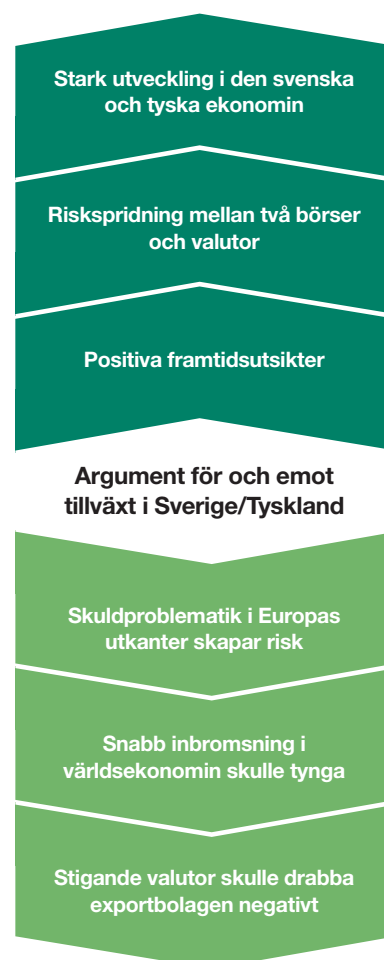 Stark utveckling i den svenska
och tyska ekonomin
Riskspridning mellan två börser
och valutor
Positiva framtidsutsikter
Argument för och emot
tillväxt i Sverige/Tyskland
Skuldproblematik i Europas
utkanter skapar risk
Snabb inbromsning i
världsekonomin skulle tynga
Stigande valutor skulle drabba
exportbolagen negativt